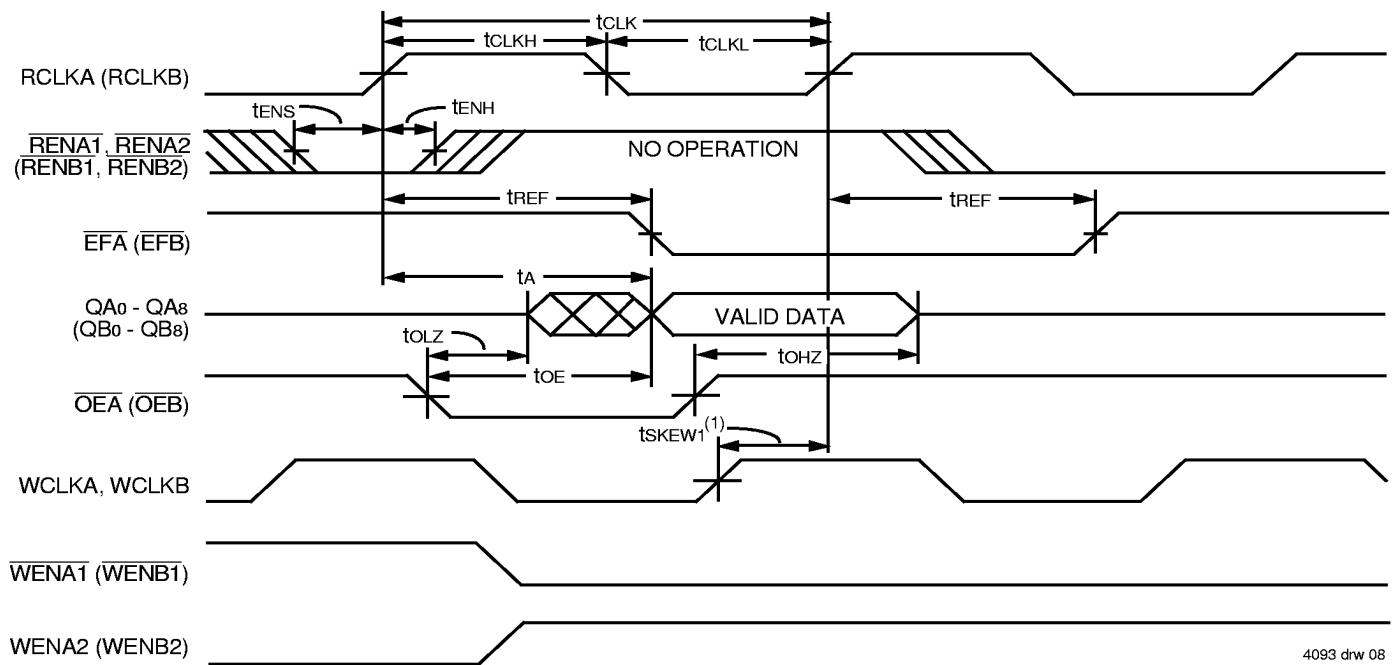 tCLK
tCLKH
tCLKL
RCLKA (RCLKB)
tENS
tENH
RENA1, RENA2
(RENB1, RENB2)
NO OPERATION
tREF
tREF
EFA (EFB)
tA
QA0 - QA8
(QB0 - QB8)
VALID DATA
tOLZ
tOHZ
tOE
OEA (OEB)
tSKEW1(1)
WCLKA, WCLKB
WENA1 (WENB1)
WENA2 (WENB2)
4093 drw 08